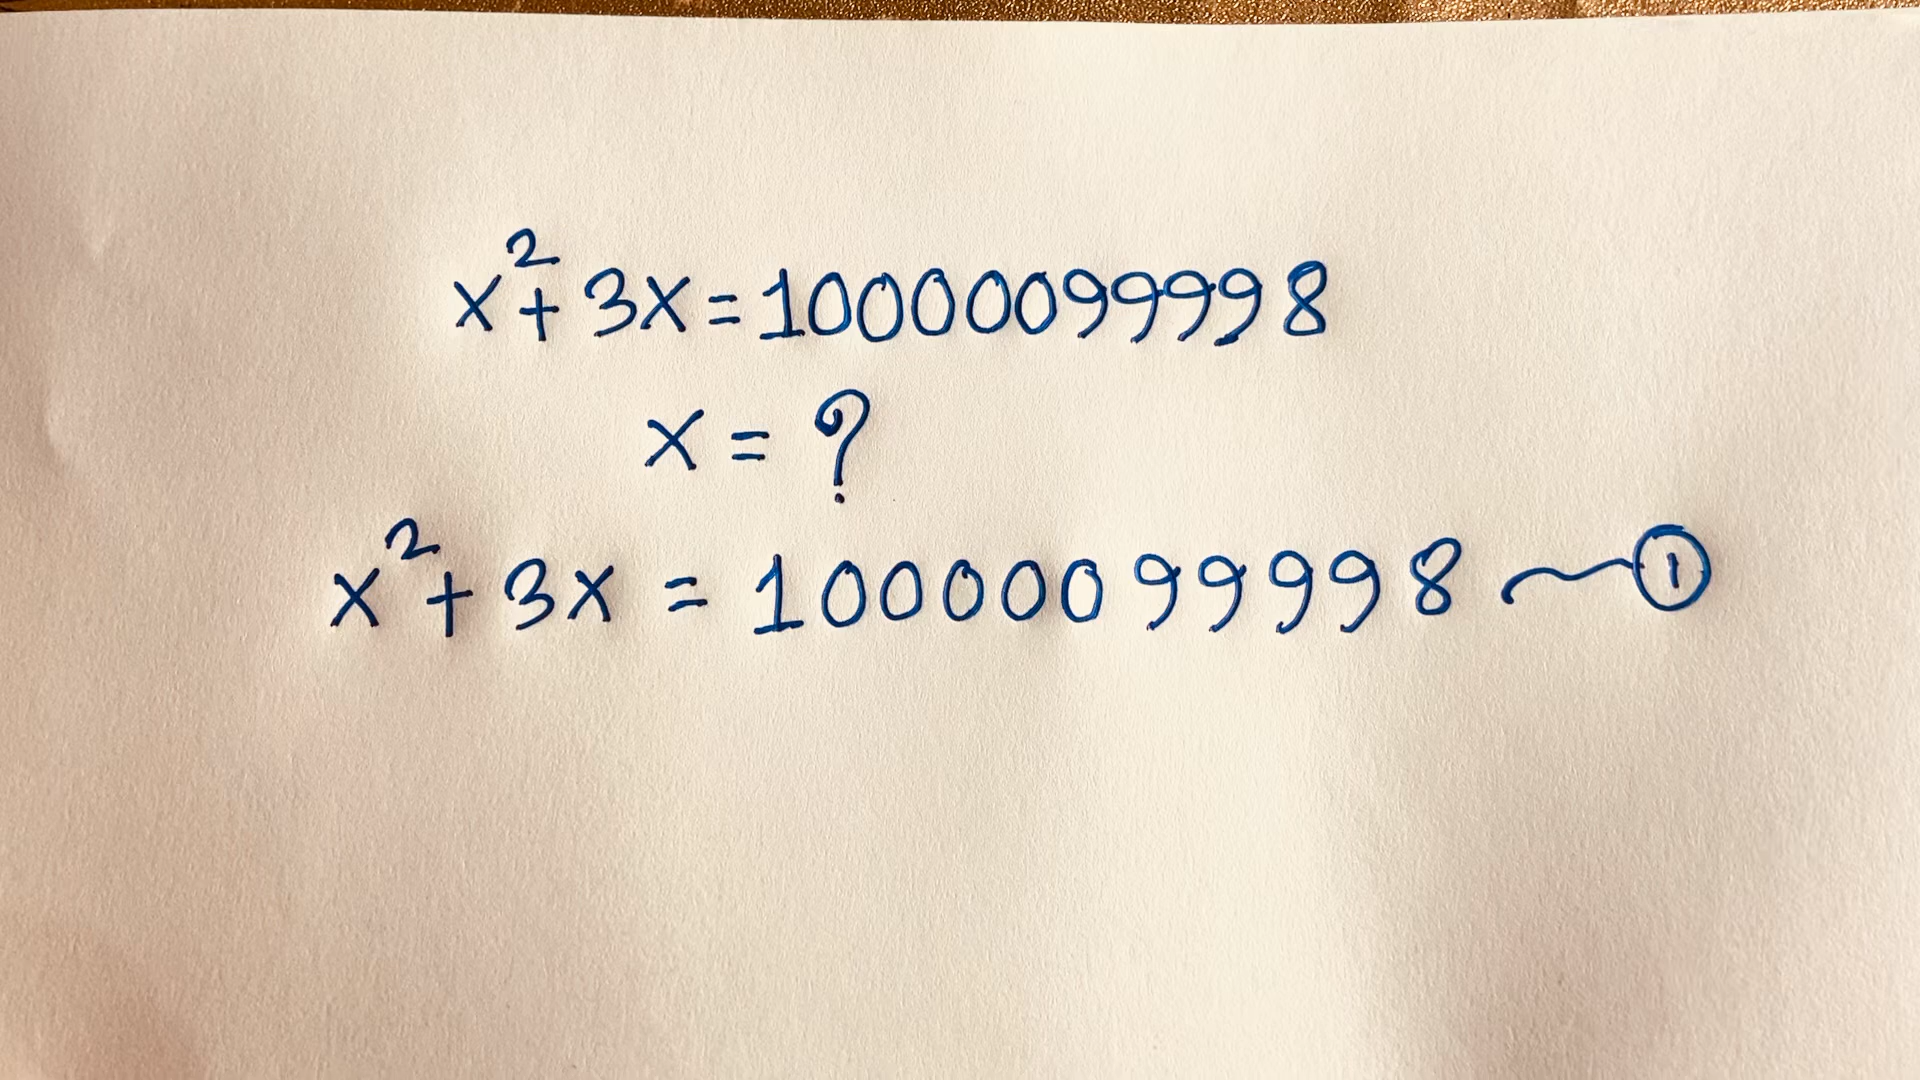 x² + 3x = 10000099998
x = ?
x² + 3x = 10000099998 ~ ①